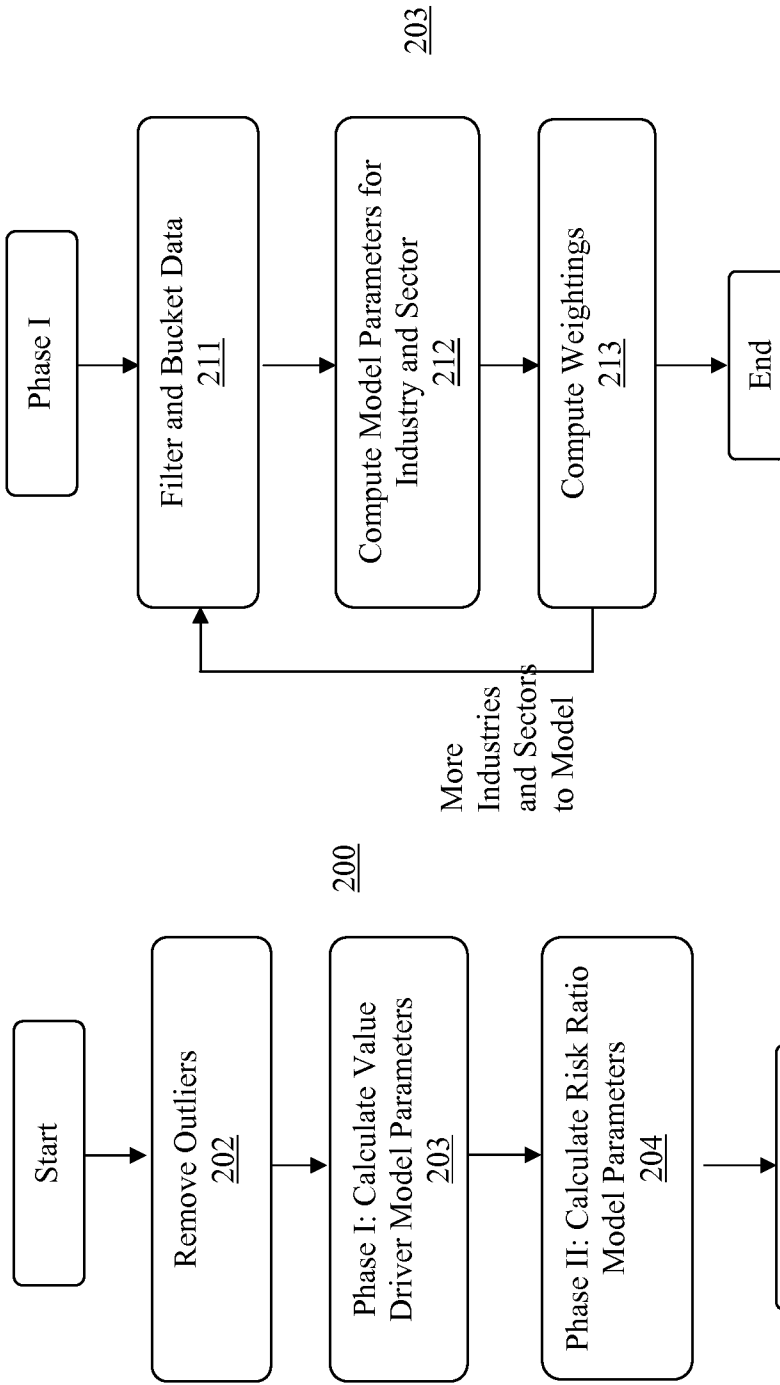 Start
Remove Outliers
202
Phase I: Calculate Value
Driver Model Parameters
203
Phase II: Calculate Risk Ratio
Model Parameters
204
200
Phase I
Filter and Bucket Data
211
Compute Model Parameters for
Industry and Sector
212
Compute Weightings
213
End
More
Industries
and Sectors
to Model
203